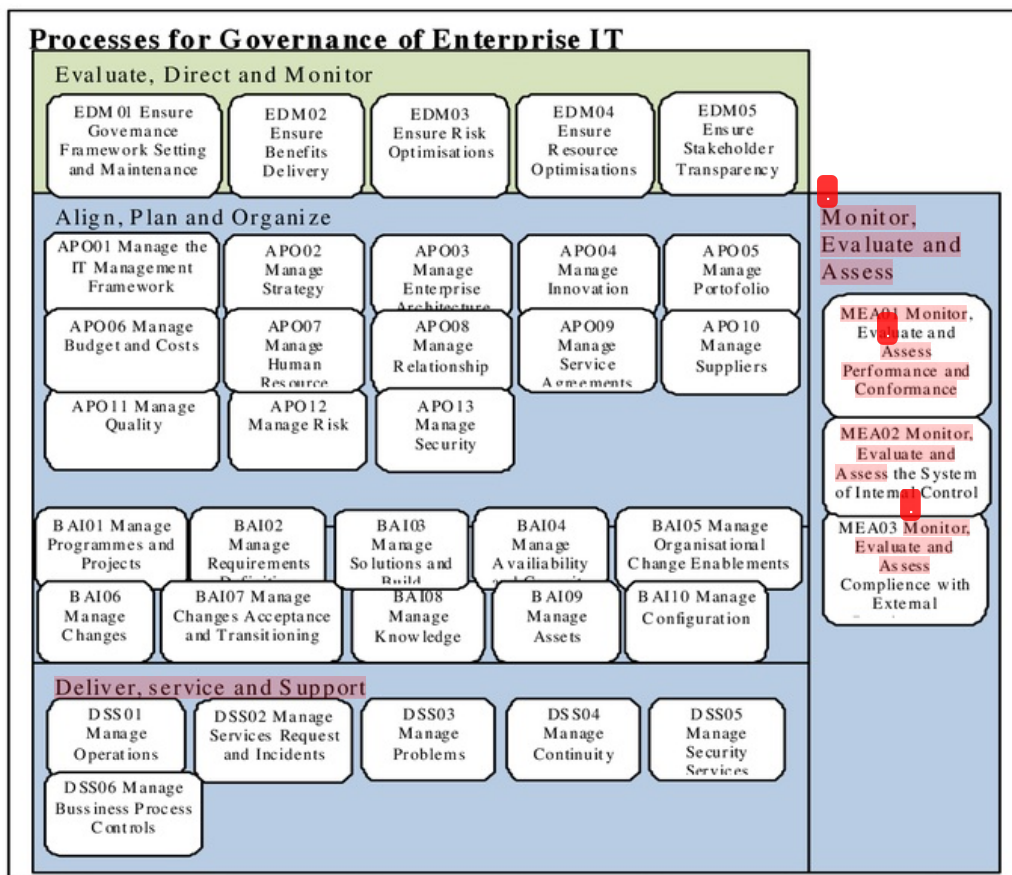 Processes for Governance of Enterprise IT
Evaluate, Direct and Monitor
EDM01 Ensure
Governance
Framework Setting
and Maintenance
EDM02
Ensure
Benefits
Delivery
EDM03
Ensure Risk
Optimisations
EDM04
Ensure
Resource
Optimisations
EDM05
Ensure
Stakeholder
Transparency
Align, Plan and Organize
APO01 Manage the
IT Management
Framework
APO02
Manage
Strategy
APO03
Manage
Enterprise
Architecture
APO04
Manage
Innovation
APO05
Manage
Portofolio
APO06 Manage
Budget and Costs
APO07
Manage
Human
Resource
APO08
Manage
Relationship
APO09
Manage
Service
Agreements
APO10
Manage
Suppliers
APO11 Manage
Quality
APO12
Manage Risk
APO13
Manage
Security
BAI01 Manage
Programmes and
Projects
BAI02
Manage
Requirements
BAI03
Manage
Solutions and
Build
BAI04
Manage
Availiability
BAI05 Manage
Organisational
Change Enablements
BAI06
Manage
Changes
BAI07 Manage
Changes Acceptance
and Transitioning
BAI08
Manage
Knowledge
BAI09
Manage
Assets
BAI10 Manage
Configuration
Deliver, service and Support
DSS01
Manage
Operations
DSS02 Manage
Services Request
and Incidents
DSS03
Manage
Problems
DSS04
Manage
Continuity
DSS05
Manage
Security
Services
DSS06 Manage
Bussiness Process
Controls
Monitor,
Evaluate and
Assess
MEA01 Monitor,
Evaluate and
Assess
Performance and
Conformance
MEA02 Monitor,
Evaluate and
Assess the System
of Internal Control
MEA03 Monitor,
Evaluate and
Assess
Complience with
External